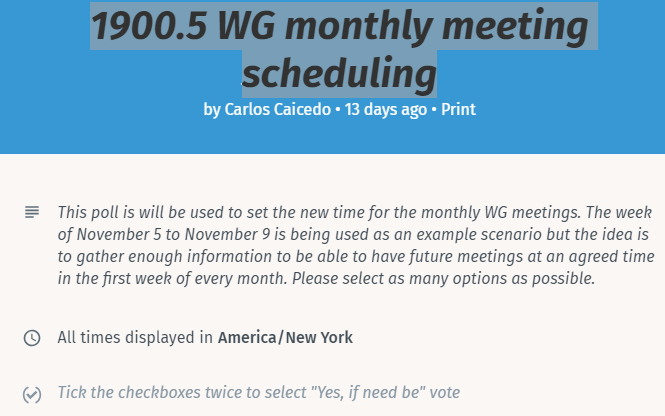 1900.5 WG monthly meeting
scheduling
by Carlos Caicedo • 13 days ago • Print
This poll is will be used to set the new time for the monthly WG meetings. The week
of November 5 to November 9 is being used as an example scenario but the idea is
to gather enough information to be able to have future meetings at an agreed time
in the first week of every month. Please select as many options as possible.
All times displayed in America/New York
Tick the checkboxes twice to select "Yes, if need be" vote